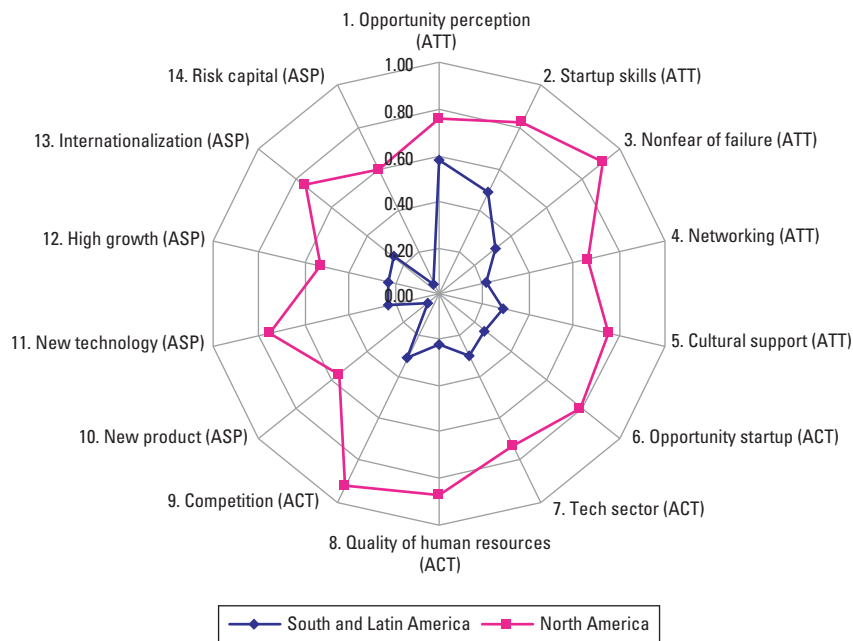 1. Opportunity perception
(ATT)
1.00
14. Risk capital (ASP)
2. Startup skills (ATT)
0.80
13. Internationalization (ASP)
3. Nonfear of failure (ATT)
0.60
0.40
12. High growth (ASP)
4. Networking (ATT)
0.20
0.00
11. New technology (ASP)
5. Cultural support (ATT)
10. New product (ASP)
6. Opportunity startup (ACT)
9. Competition (ACT)
7. Tech sector (ACT)
8. Quality of human resources
(ACT)
South and Latin America
North America